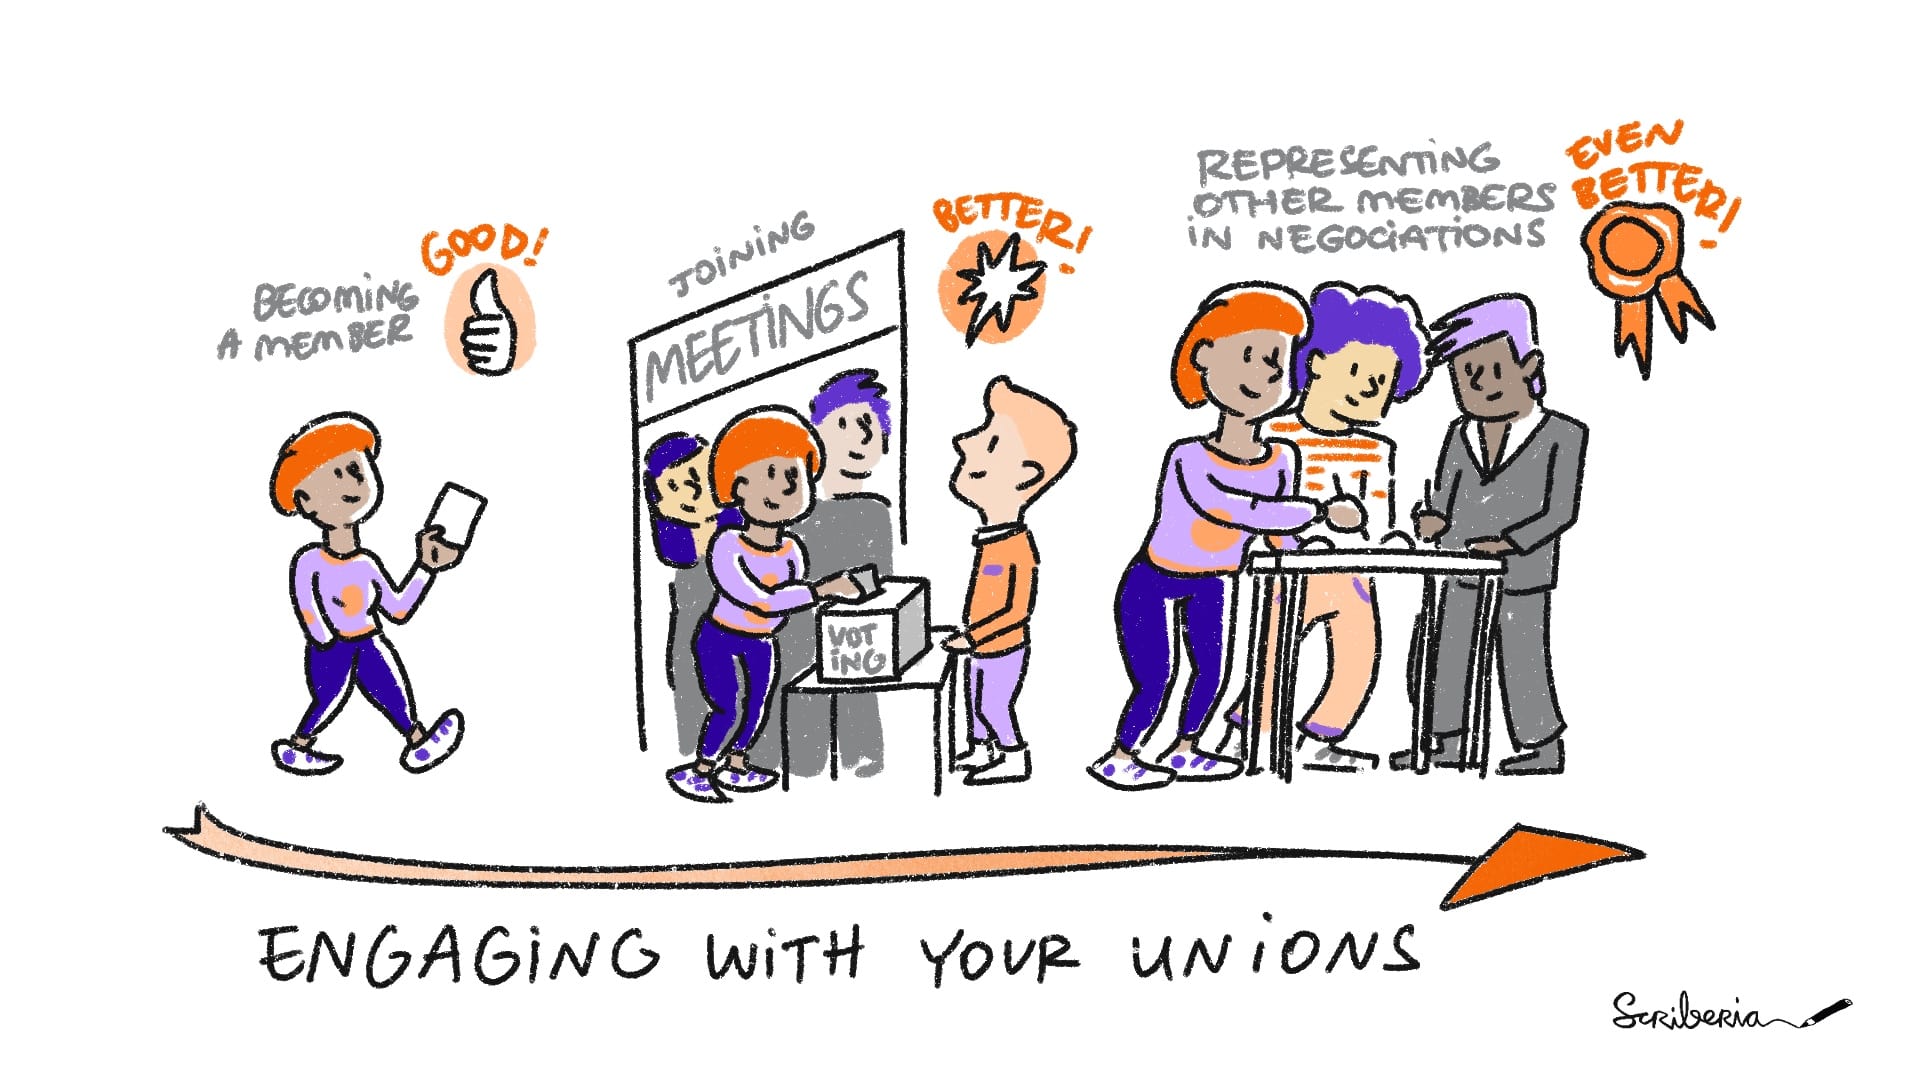 BECOMING
A MEMBER
GOOD!
JOINING
MEETINGS
BETTER!
VOT
ING
REPRESENTING
OTHER MEMBERS
IN NEGOCIATIONS
EVEN
BETTER!
ENGAGING WITH YOUR UNIONS
Scriberia